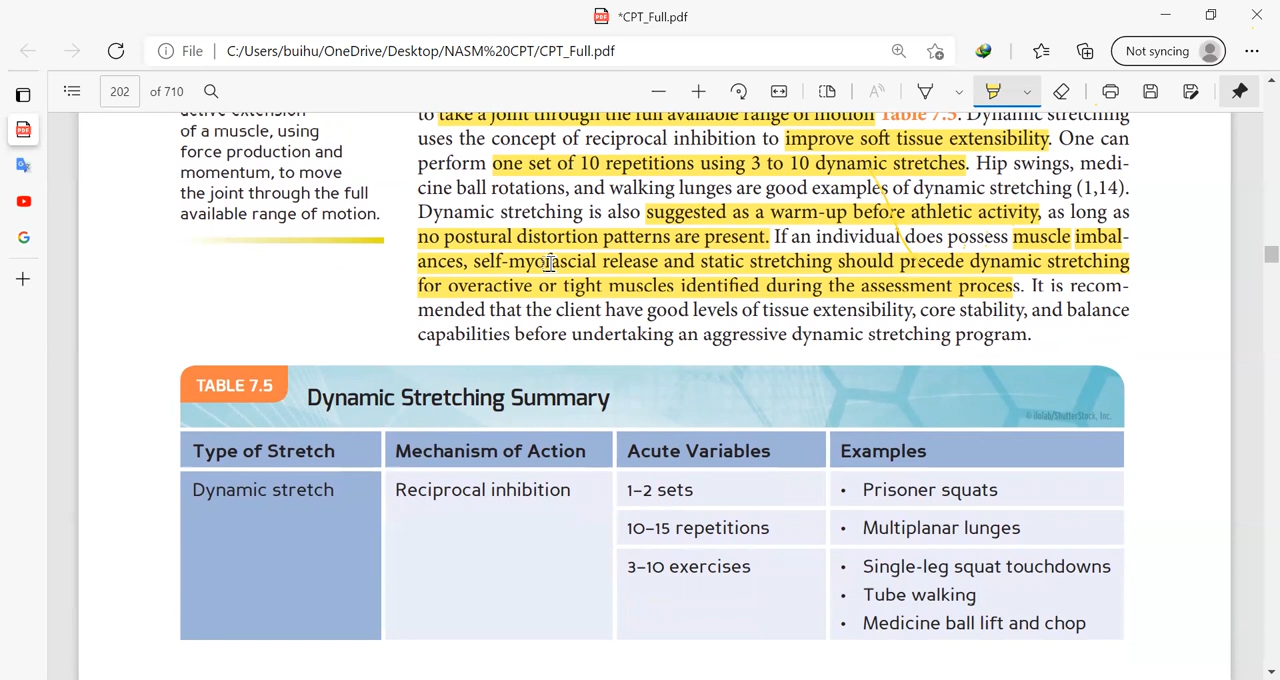 *CPT_Full.pdf
File
C:/Users/buihu/OneDrive/Desktop/NASM%20CPT/CPT_Full.pdf
Not syncing
202
of 710
active extension
of a muscle, using
force production and
momentum, to move
the joint through the full
available range of motion.
to take a joint through the full available range of motion Table 7.5. Dynamic stretching
uses the concept of reciprocal inhibition to improve soft tissue extensibility. One can
perform one set of 10 repetitions using 3 to 10 dynamic stretches. Hip swings, medi-
cine ball rotations, and walking lunges are good examples of dynamic stretching (1,14).
Dynamic stretching is also suggested as a warm-up before athletic activity, as long as
no postural distortion patterns are present. If an individual does possess muscle imbal-
ances, self-myofascial release and static stretching should precede dynamic stretching
for overactive or tight muscles identified during the assessment process. It is recom-
mended that the client have good levels of tissue extensibility, core stability, and balance
capabilities before undertaking an aggressive dynamic stretching program.
TABLE 7.5
Dynamic Stretching Summary
© ilolab/ShutterStock, Inc.
Type of Stretch Mechanism of Action Acute Variables Examples
Dynamic stretch Reciprocal inhibition 1–2 sets • Prisoner squats
10–15 repetitions • Multiplanar lunges
3–10 exercises • Single-leg squat touchdowns
• Tube walking
• Medicine ball lift and chop